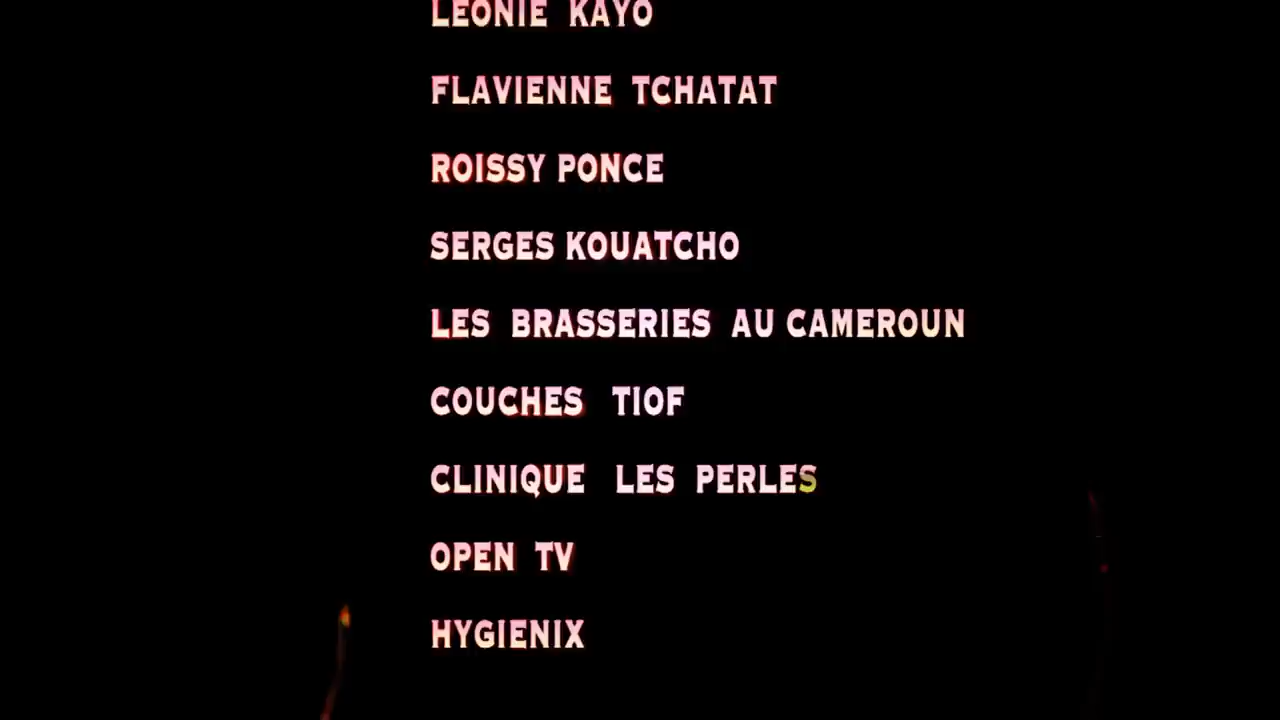 LEONIE KAYO
FLAVIENNE TCHATAT
ROISSY PONCE
SERGES KOUATCHO
LES BRASSERIES AU CAMEROUN
COUCHES TIOF
CLINIQUE LES PERLES
OPEN TV
HYGIENIX